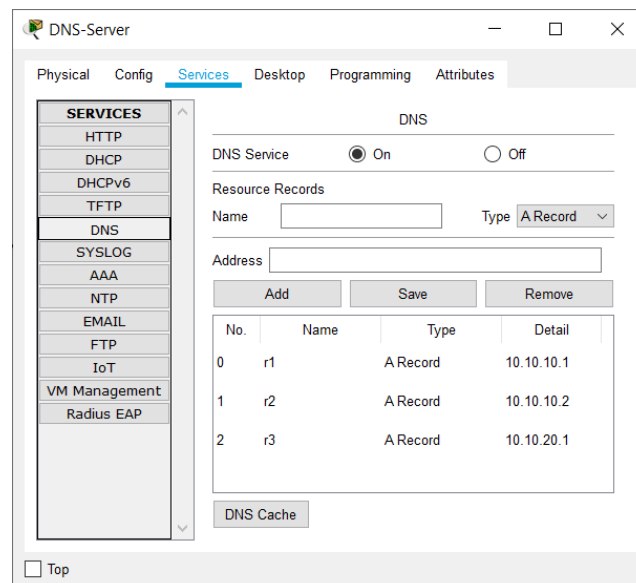 DNS-Server
Physical Config Services Desktop Programming Attributes
SERVICES
HTTP
DHCP
DHCPv6
TFTP
DNS
SYSLOG
AAA
NTP
EMAIL
FTP
IoT
VM Management
Radius EAP
DNS
DNS Service On Off
Resource Records
Name Type A Record
Address
Add Save Remove
No. Name Type Detail
0 r1 A Record 10.10.10.1
1 r2 A Record 10.10.10.2
2 r3 A Record 10.10.20.1
DNS Cache
Top